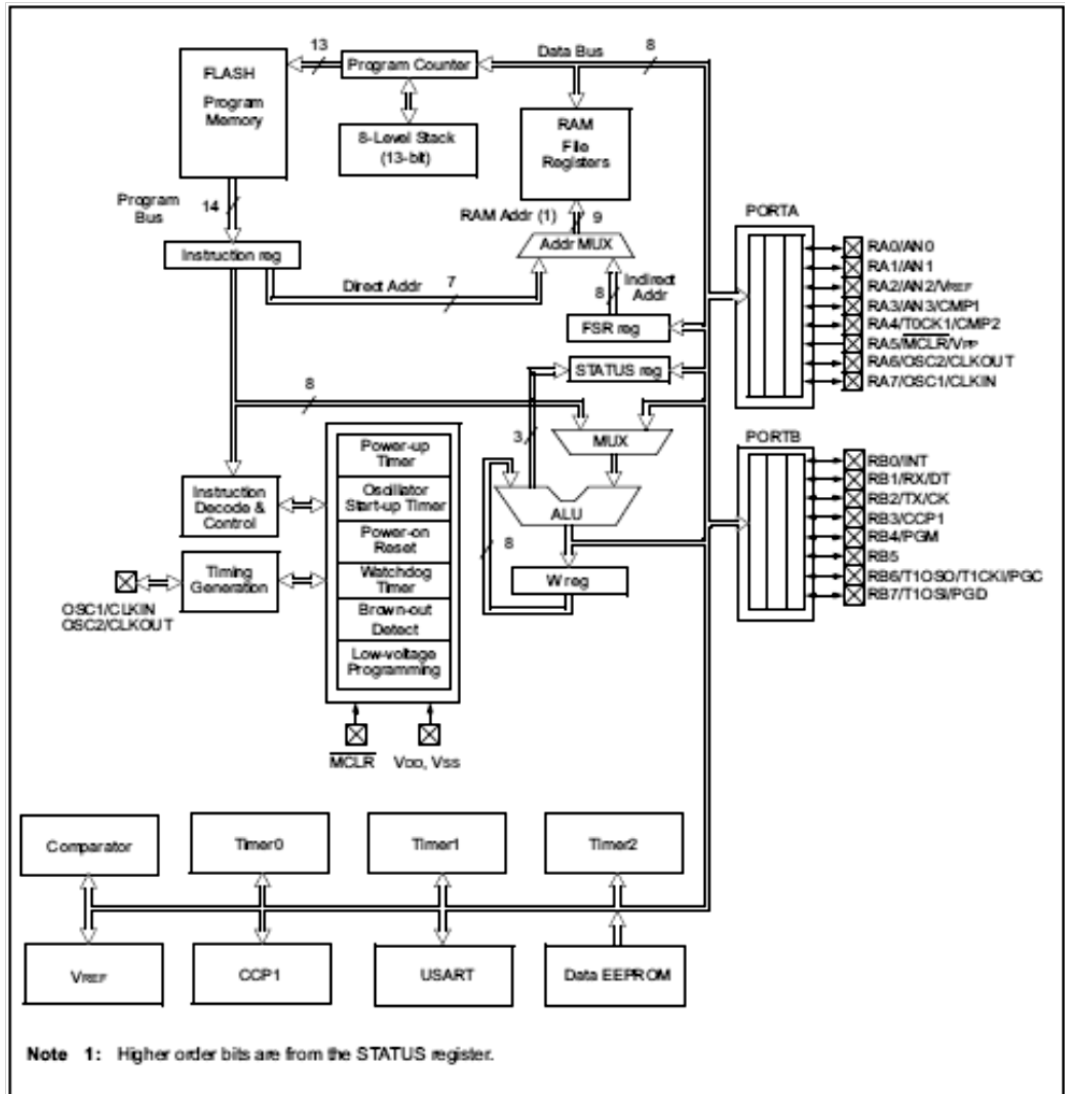 13
Data Bus
8
FLASH
Program
Memory
Program Counter
8-Level Stack
(13-bit)
RAM
File
Registers
Program
Bus
14
RAM Addr (1)
9
Addr MUX
Instruction reg
Direct Addr
7
Indirect
Addr
8
FSR reg
STATUS reg
8
3
MUX
ALU
8
W reg
Power-up
Timer
Oscillator
Start-up Timer
Power-on
Reset
Watchdog
Timer
Brown-out
Detect
Low-voltage
Programming
Instruction
Decode &
Control
Timing
Generation
OSC1/CLKIN
OSC2/CLKOUT
MCLR
VDD, VSS
PORTA
RA0/AN0
RA1/AN1
RA2/AN2/VREF
RA3/AN3/CMP1
RA4/T0CK1/CMP2
RA5/MCLR/VPP
RA6/OSC2/CLKOUT
RA7/OSC1/CLKIN
PORTB
RB0/INT
RB1/RX/DT
RB2/TX/CK
RB3/CCP1
RB4/PGM
RB5
RB6/T1OSO/T1CKI/PGC
RB7/T1OSI/PGD
Comparator
Timer0
Timer1
Timer2
VREF
CCP1
USART
Data EEPROM
Note 1: Higher order bits are from the STATUS register.